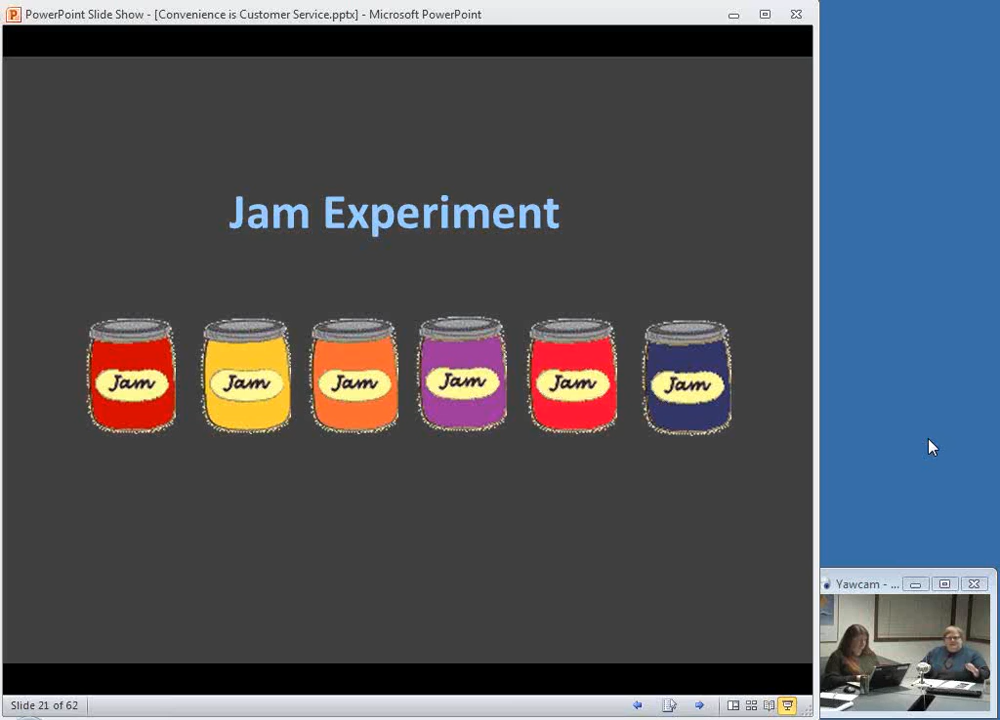 PowerPoint Slide Show - [Convenience is Customer Service.pptx] - Microsoft PowerPoint
Jam Experiment
Jam Jam Jam Jam Jam Jam
Yawcam - ...
Slide 21 of 62